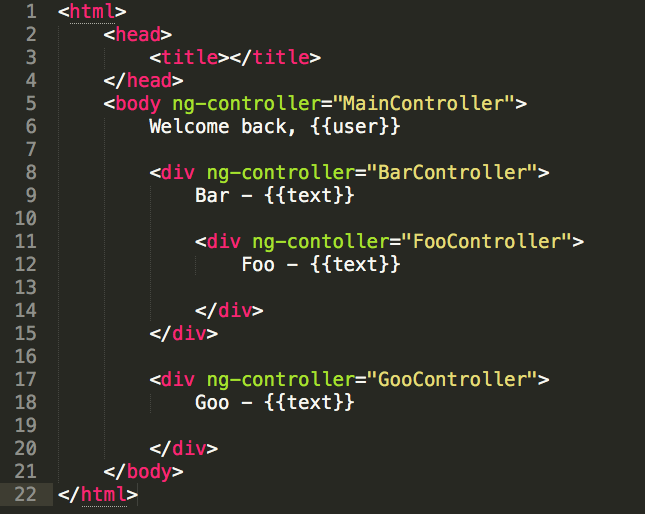 1 <html>
2     <head>
3         <title></title>
4     </head>
5     <body ng-controller="MainController">
6         Welcome back, {{user}}
7
8         <div ng-controller="BarController">
9             Bar - {{text}}
10
11             <div ng-contoller="FooController">
12                 Foo - {{text}}
13
14             </div>
15         </div>
16
17         <div ng-controller="GooController">
18             Goo - {{text}}
19
20         </div>
21     </body>
22 </html>